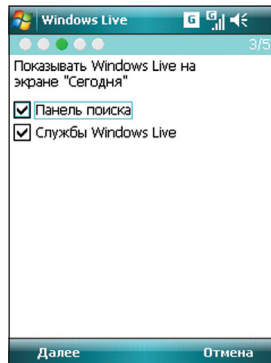 Windows Live
G
G
3/5
Показывать Windows Live на
экране "Сегодня"
Панель поиска
Службы Windows Live
Далее
Отмена